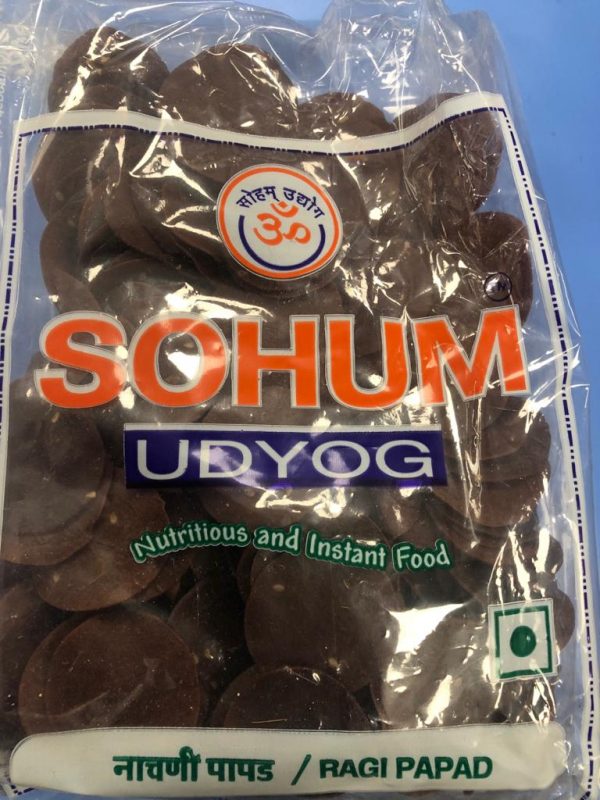 सोहम् उद्योग
ॐ
SOHUM
UDYOG
Nutritious and Instant Food
नाचणी पापड / RAGI PAPAD